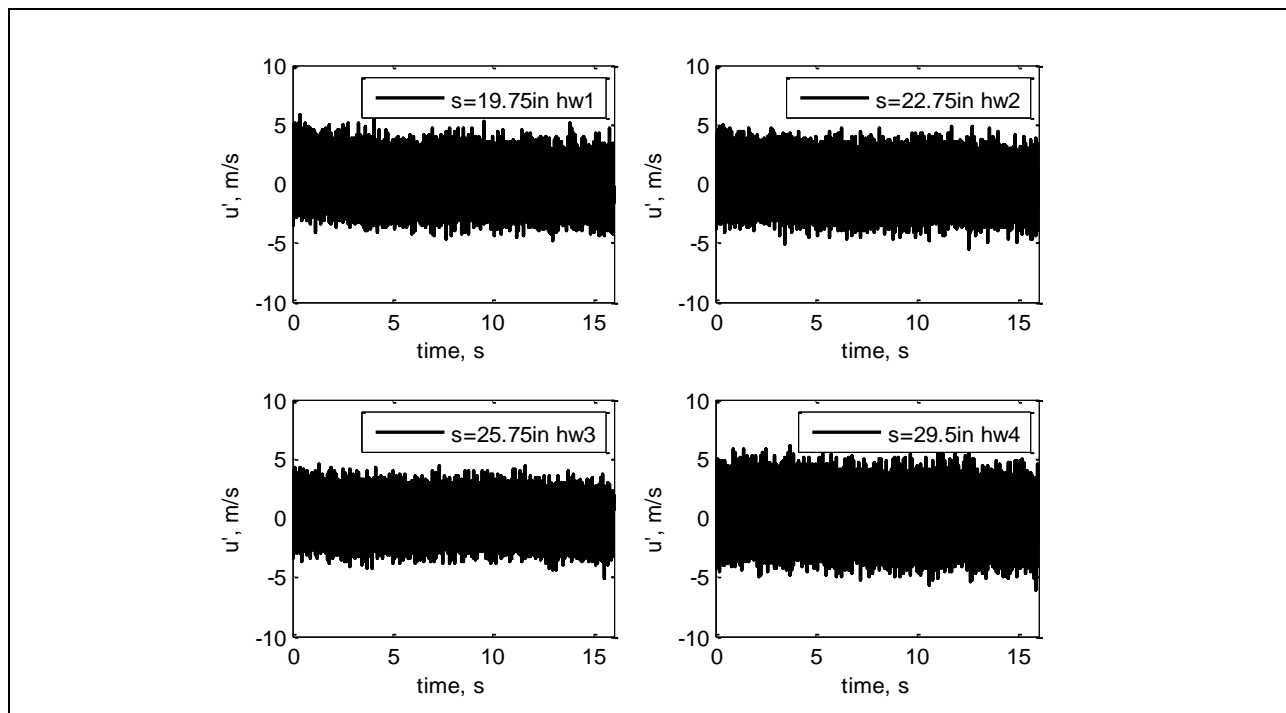 10
5
0
-5
-10
u', m/s
s=19.75in hw1
0 5 10 15
time, s
10
5
0
-5
-10
u', m/s
s=22.75in hw2
0 5 10 15
time, s
10
5
0
-5
-10
u', m/s
s=25.75in hw3
0 5 10 15
time, s
10
5
0
-5
-10
u', m/s
s=29.5in hw4
0 5 10 15
time, s